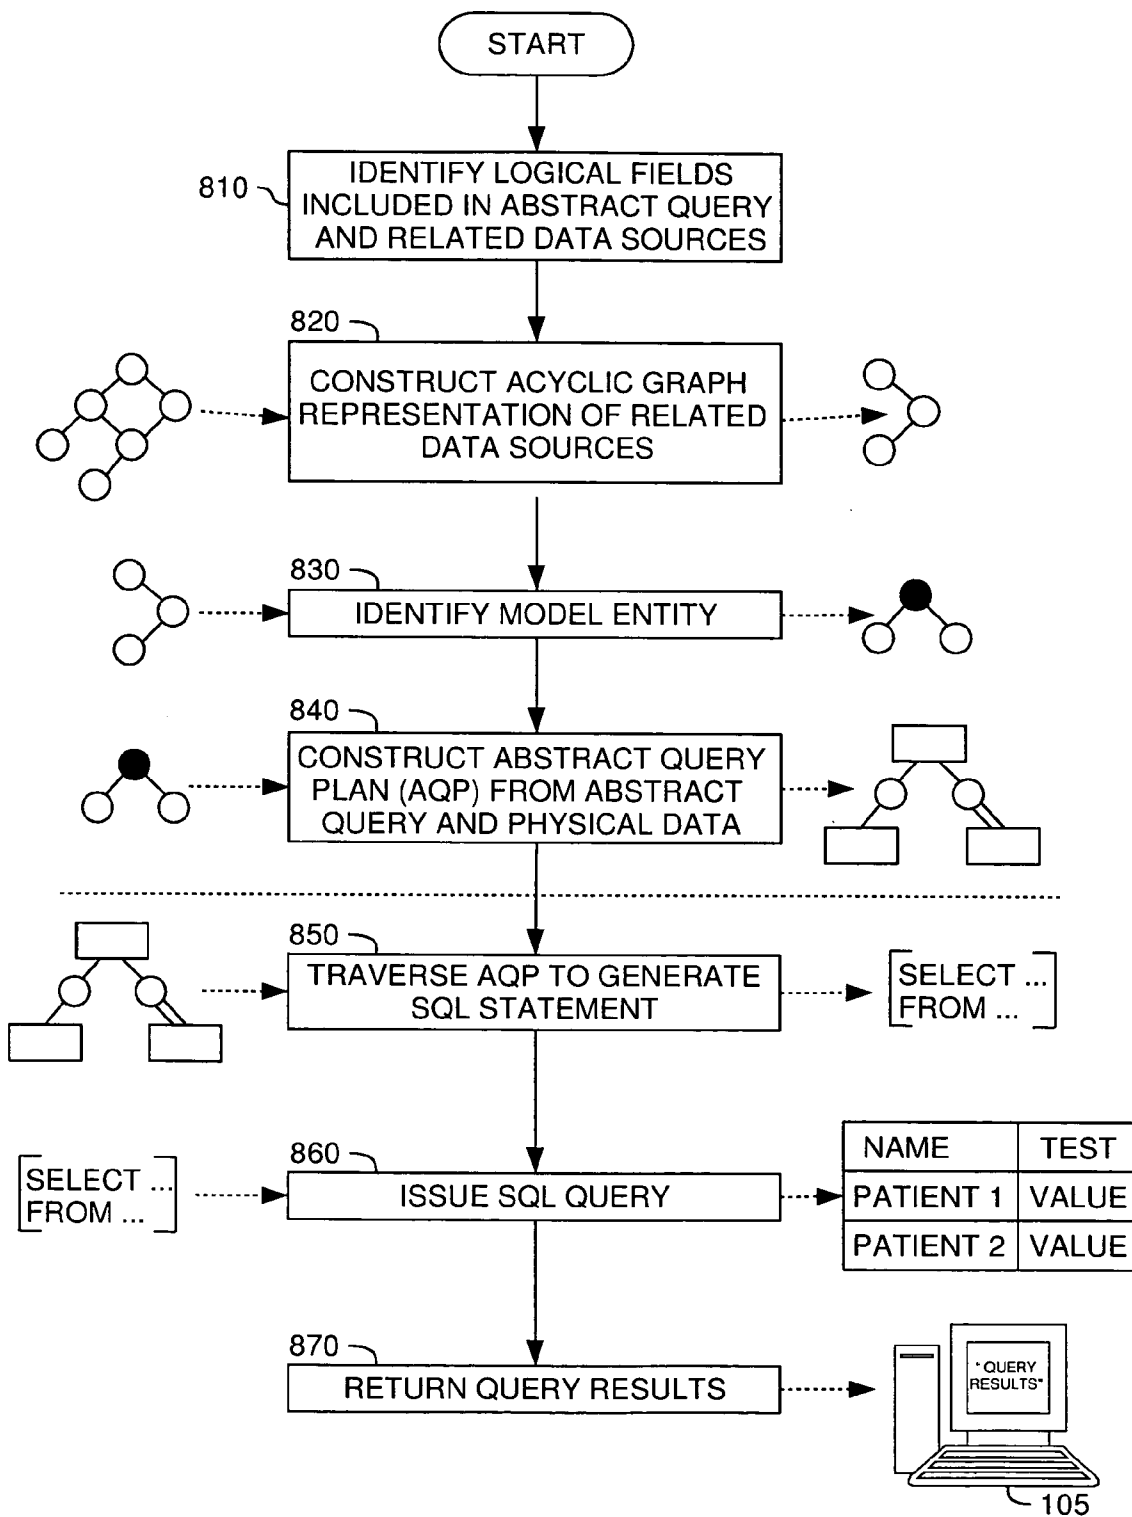 START
810
IDENTIFY LOGICAL FIELDS
INCLUDED IN ABSTRACT QUERY
AND RELATED DATA SOURCES
820
CONSTRUCT ACYCLIC GRAPH
REPRESENTATION OF RELATED
DATA SOURCES
830
IDENTIFY MODEL ENTITY
840
CONSTRUCT ABSTRACT QUERY
PLAN (AQP) FROM ABSTRACT
QUERY AND PHYSICAL DATA
850
TRAVERSE AQP TO GENERATE
SQL STATEMENT
SELECT ...
FROM ...
860
SELECT ...
FROM ...
ISSUE SQL QUERY
NAME TEST
PATIENT 1 VALUE
PATIENT 2 VALUE
870
RETURN QUERY RESULTS
"QUERY
RESULTS"
105